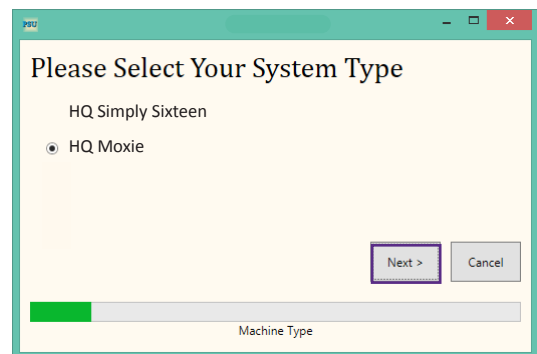 PSU
Please Select Your System Type
HQ Simply Sixteen
HQ Moxie
Next >
Cancel
Machine Type